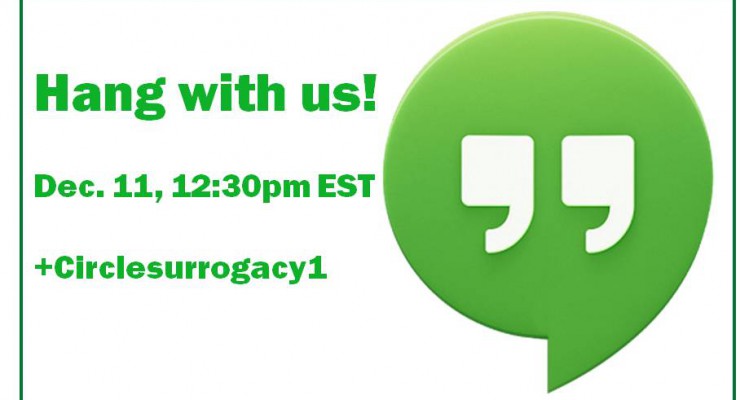 Hang with us!
Dec. 11, 12:30pm EST
+Circlesurrogacy1